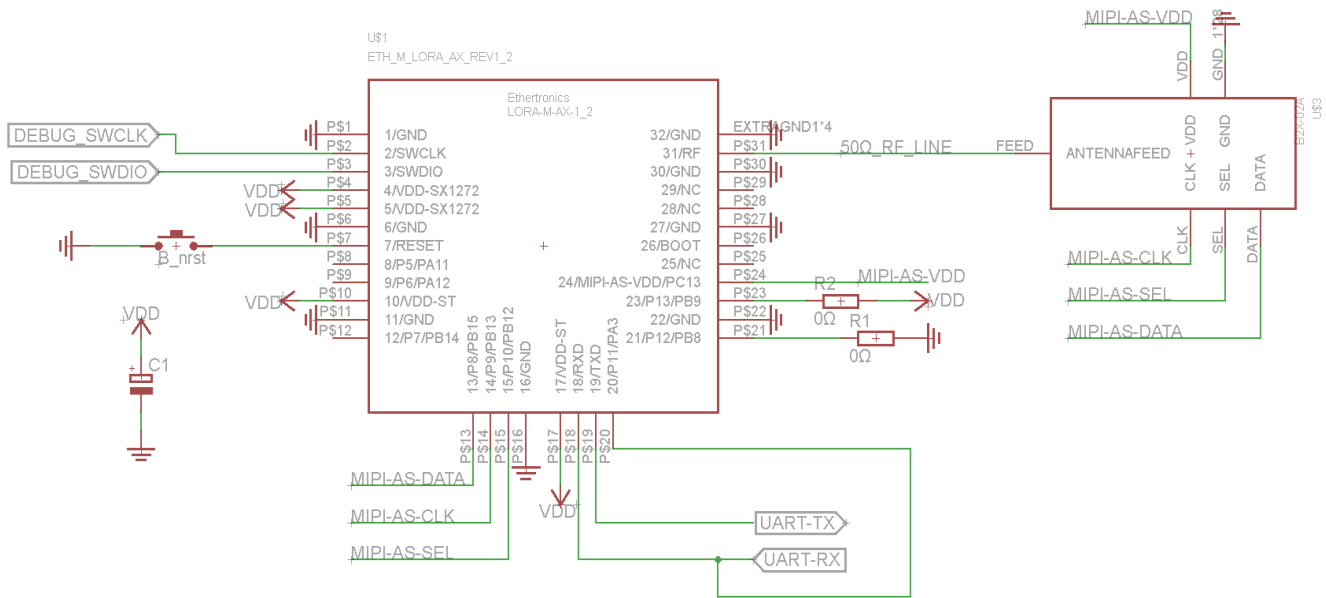 U$1
ETH_M_LORA_AX_REV1_2
Ethertronics
LORA-M-AX-1_2
DEBUG_SWCLK
DEBUG_SWDIO
VDD
VDD
B_nrst
VDD
VDD
C1
P$1
P$2
P$3
P$4
P$5
P$6
P$7
P$8
P$9
P$10
P$11
P$12
1/GND
2/SWCLK
3/SWDIO
4/VDD-SX1272
5/VDD-SX1272
6/GND
7/RESET
8/P5/PA11
9/P6/PA12
10/VDD-ST
11/GND
12/P7/PB14
13/P8/PB15
14/P9/PB13
15/P10/PB12
16/GND
17/VDD-ST
18/RXD
19/TXD
20/P11/PA3
32/GND
31/RF
30/GND
29/NC
28/NC
27/GND
26/BOOT
25/NC
24/MIPI-AS-VDD/PC13
23/P13/PB9
22/GND
21/P12/PB8
EXTRAGND1*4
P$31
P$30
P$29
P$28
P$27
P$26
P$25
P$24
P$23
P$22
P$21
50Ω_RF_LINE
FEED
MIPI-AS-VDD
R2
0Ω
VDD
R1
0Ω
P$13
P$14
P$15
P$16
P$17
P$18
P$19
P$20
MIPI-AS-DATA
MIPI-AS-CLK
MIPI-AS-SEL
VDD
UART-TX
UART-RX
MIPI-AS-VDD
VDD
GND 1*28
U$3
B2X-02A
ANTENNAFEED
CLK
VDD
SEL
GND
DATA
CLK
SEL
DATA
MIPI-AS-CLK
MIPI-AS-SEL
MIPI-AS-DATA